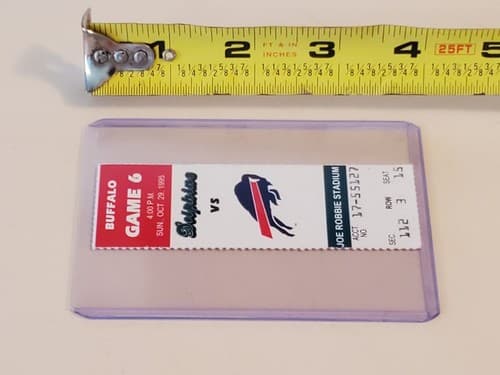 1 2 FT & IN INCHES 3 4 25FT 5
BUFFALO
GAME 6
4:00 P.M.
SUN. OCT 29, 1995
Dolphins
VS
JOE ROBBIE STADIUM
ACCT. NO. 17-55127
SEC. ROW SEAT
112 3 15